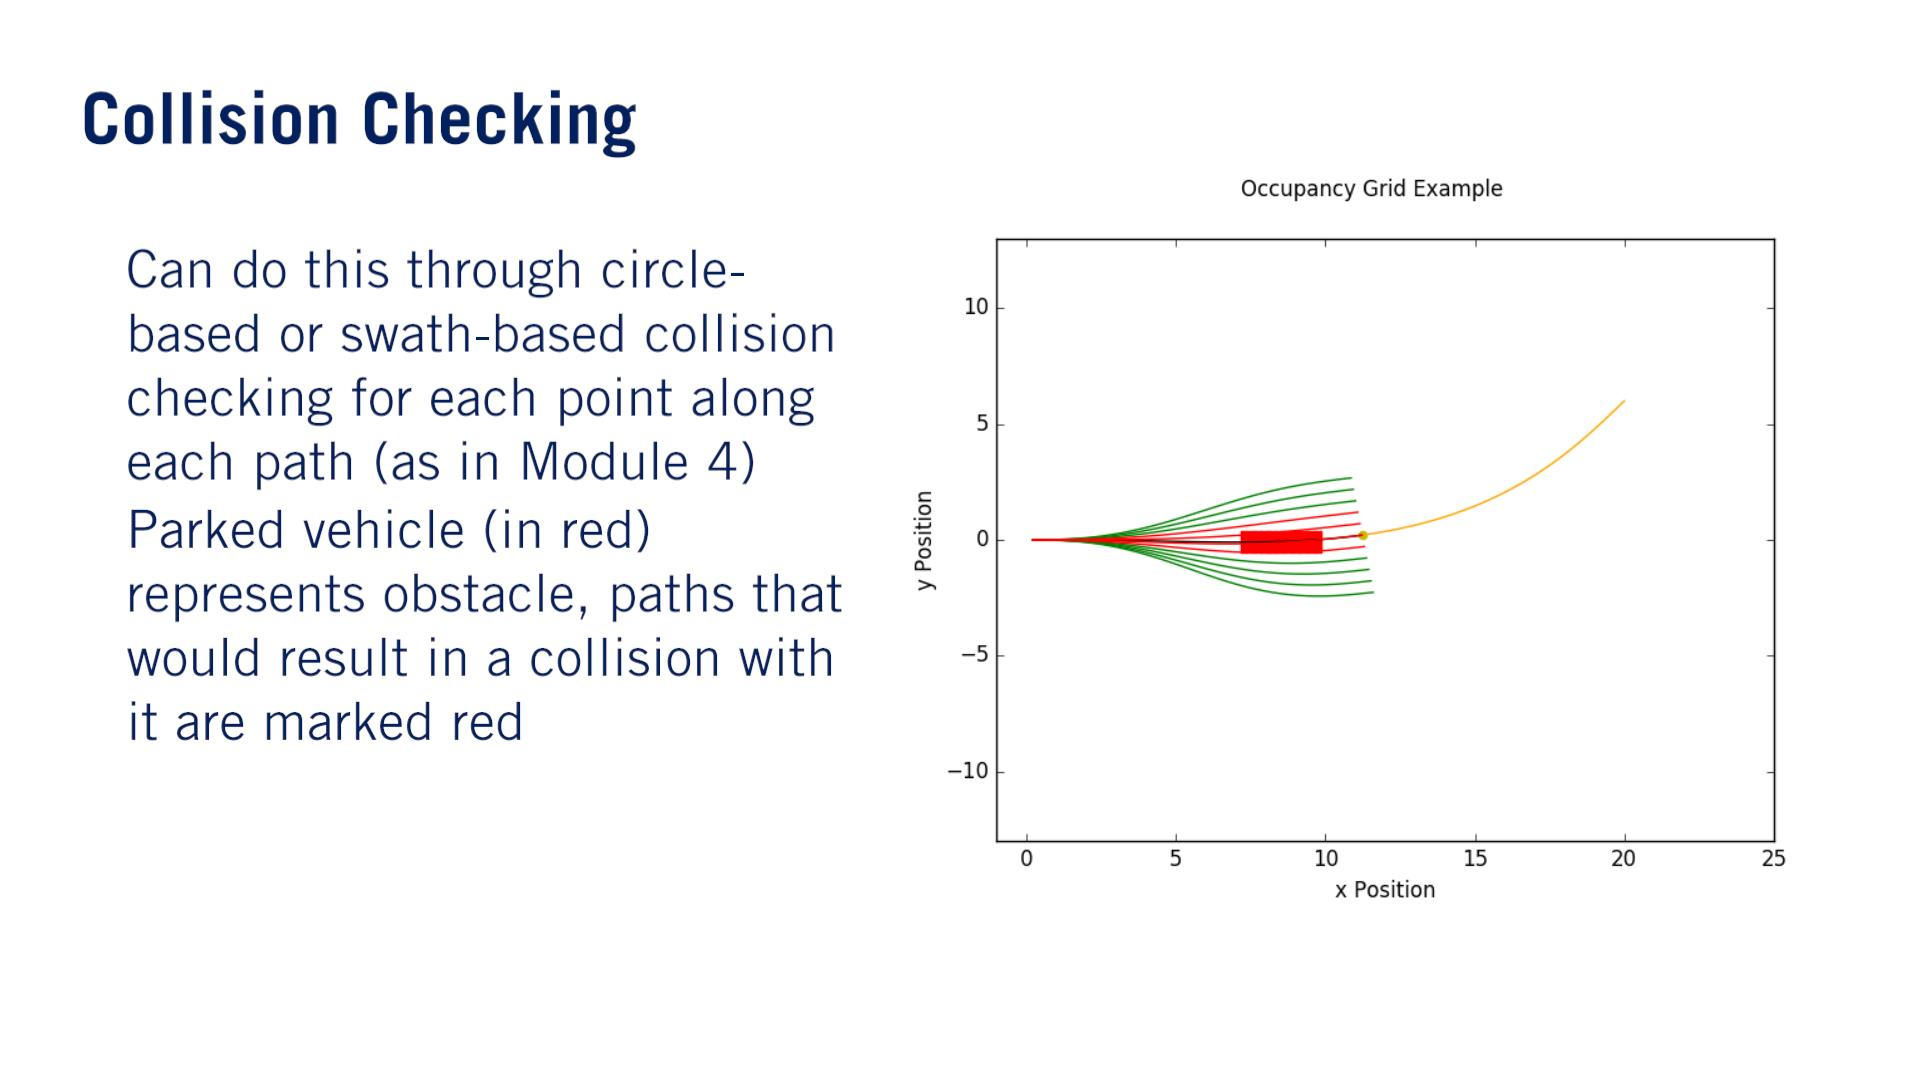 Collision Checking
Can do this through circle-
based or swath-based collision
checking for each point along
each path (as in Module 4)
Parked vehicle (in red)
represents obstacle, paths that
would result in a collision with
it are marked red
Occupancy Grid Example
10
5
0
−5
−10
y Position
0 5 10 15 20 25
x Position